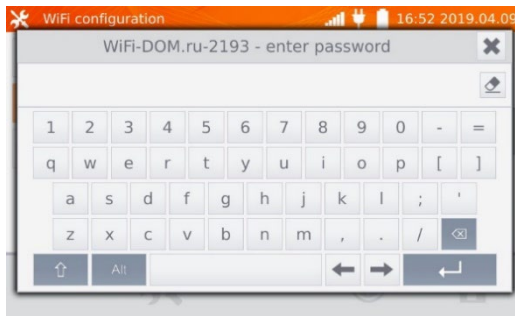 WiFi configuration 16:52 2019.04.09
WiFi-DOM.ru-2193 - enter password
1 2 3 4 5 6 7 8 9 0 - =
q w e r t y u i o p [ ]
a s d f g h j k l ; '
z x c v b n m , . /
Alt